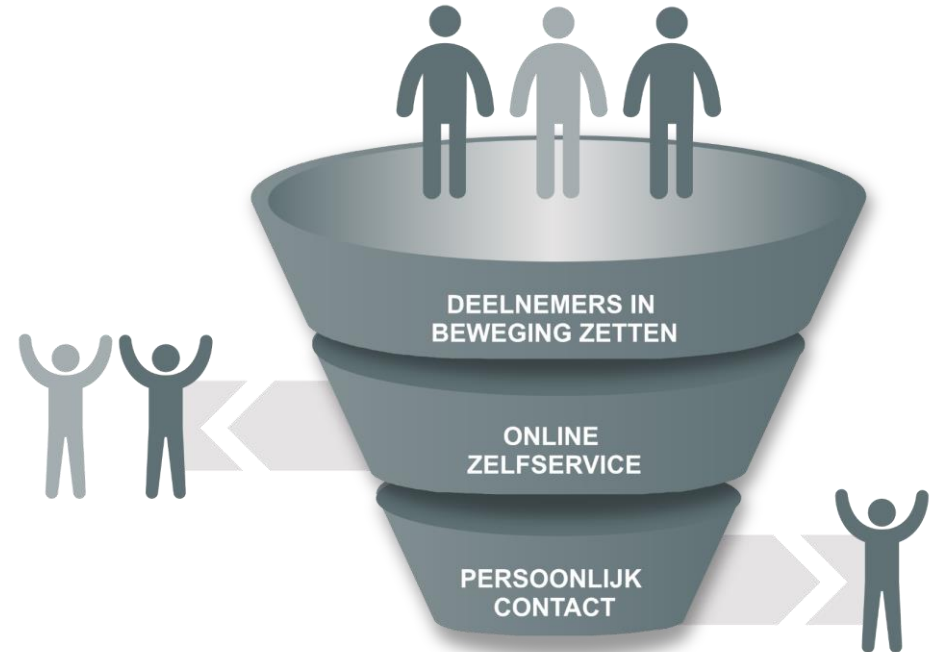 DEELNEMERS IN
BEWEGING ZETTEN
ONLINE
ZELFSERVICE
PERSOONLIJK
CONTACT